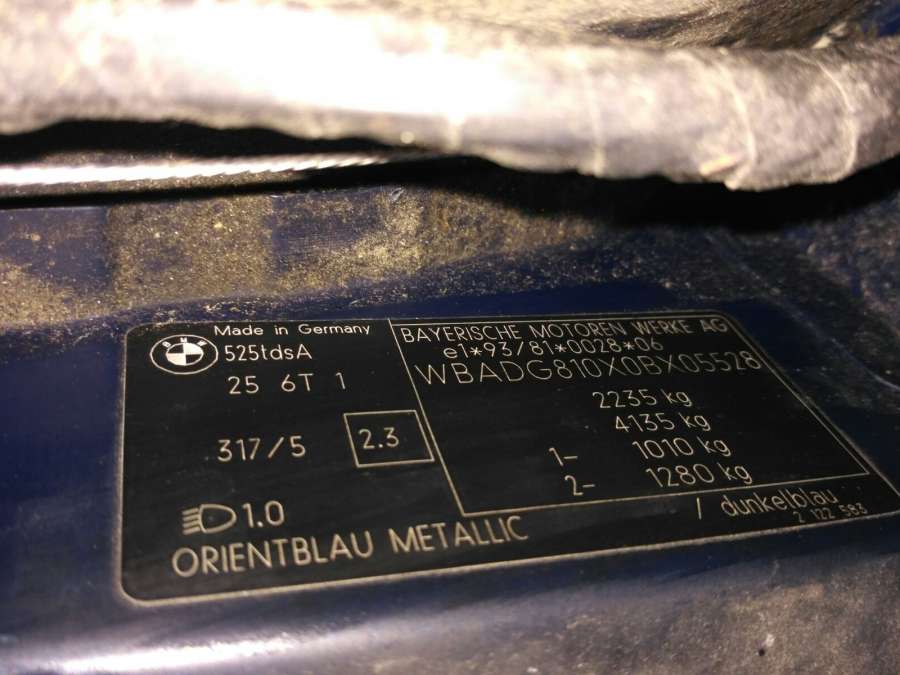 Made in Germany
525tdsA
25 6T 1
317/5
2.3
1.0
ORIENTBLAU METALLIC
BAYERISCHE MOTOREN WERKE AG
e1*93/81*0028*06
WBADG810X0BX05528
2235 kg
4135 kg
1- 1010 kg
2- 1280 kg
/ dunkelblau
2 122 583